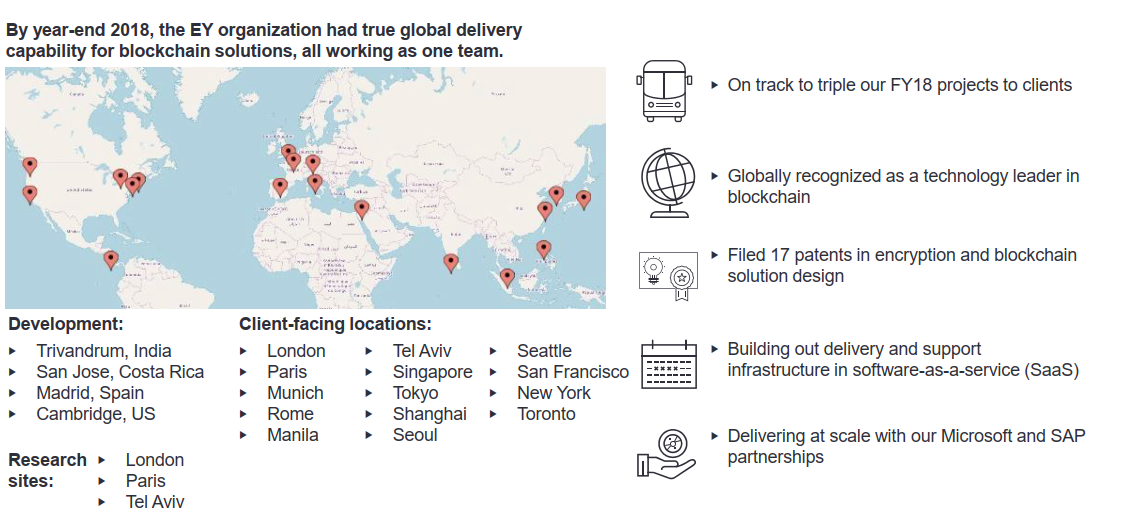 By year-end 2018, the EY organization had true global delivery
capability for blockchain solutions, all working as one team.
Development:
Trivandrum, India
San Jose, Costa Rica
Madrid, Spain
Cambridge, US
Research
sites:
London
Paris
Tel Aviv
Client-facing locations:
London
Paris
Munich
Rome
Manila
Tel Aviv
Singapore
Tokyo
Shanghai
Seoul
Seattle
San Francisco
New York
Toronto
On track to triple our FY18 projects to clients
Globally recognized as a technology leader in
blockchain
Filed 17 patents in encryption and blockchain
solution design
Building out delivery and support
infrastructure in software-as-a-service (SaaS)
Delivering at scale with our Microsoft and SAP
partnerships